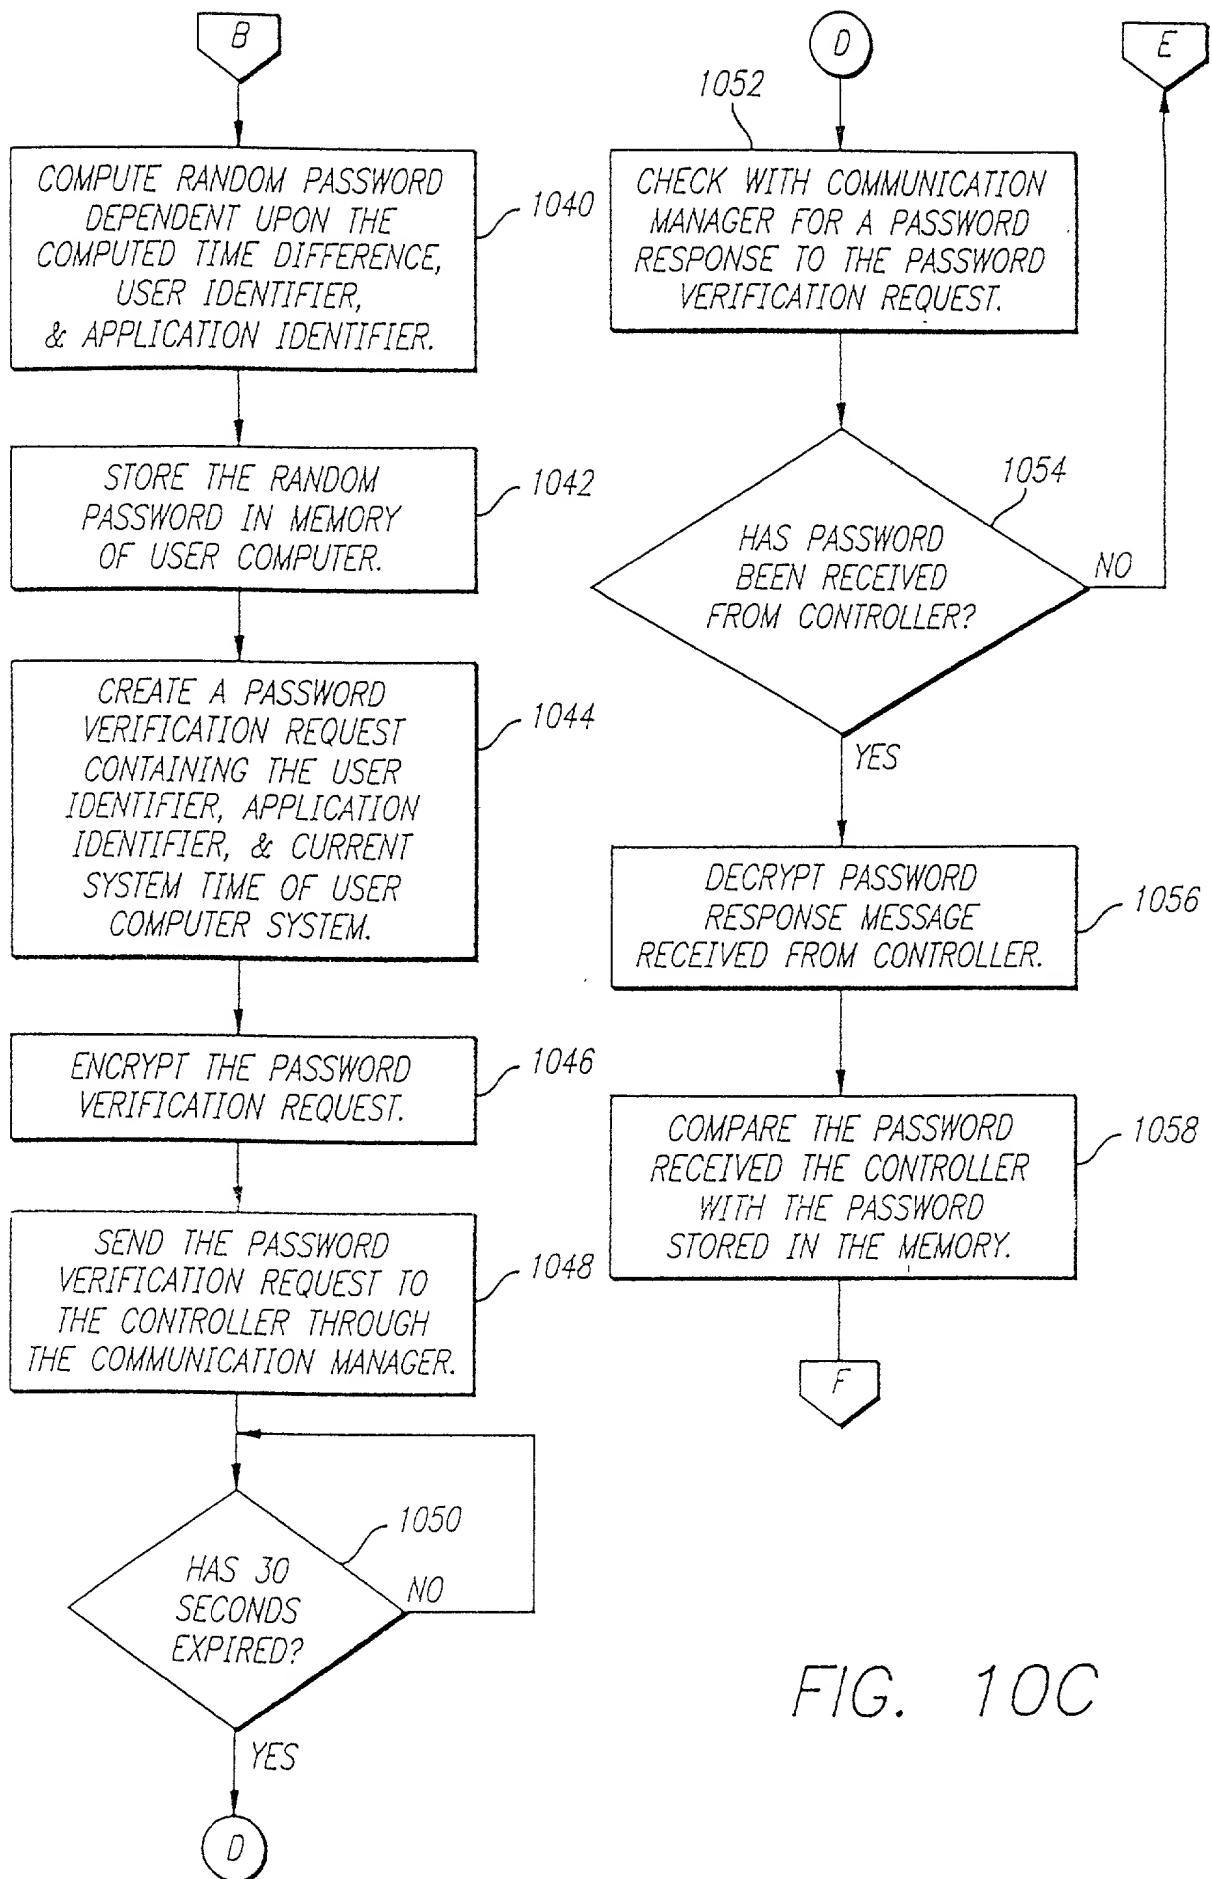 B
COMPUTE RANDOM PASSWORD
DEPENDENT UPON THE
COMPUTED TIME DIFFERENCE,
USER IDENTIFIER,
& APPLICATION IDENTIFIER.
1040
STORE THE RANDOM
PASSWORD IN MEMORY
OF USER COMPUTER.
1042
CREATE A PASSWORD
VERIFICATION REQUEST
CONTAINING THE USER
IDENTIFIER, APPLICATION
IDENTIFIER, & CURRENT
SYSTEM TIME OF USER
COMPUTER SYSTEM.
1044
ENCRYPT THE PASSWORD
VERIFICATION REQUEST.
1046
SEND THE PASSWORD
VERIFICATION REQUEST TO
THE CONTROLLER THROUGH
THE COMMUNICATION MANAGER.
1048
HAS 30
SECONDS
EXPIRED?
1050
NO
YES
D
D
E
1052
CHECK WITH COMMUNICATION
MANAGER FOR A PASSWORD
RESPONSE TO THE PASSWORD
VERIFICATION REQUEST.
1054
HAS PASSWORD
BEEN RECEIVED
FROM CONTROLLER?
NO
YES
DECRYPT PASSWORD
RESPONSE MESSAGE
RECEIVED FROM CONTROLLER.
1056
COMPARE THE PASSWORD
RECEIVED THE CONTROLLER
WITH THE PASSWORD
STORED IN THE MEMORY.
1058
F
FIG. 10C